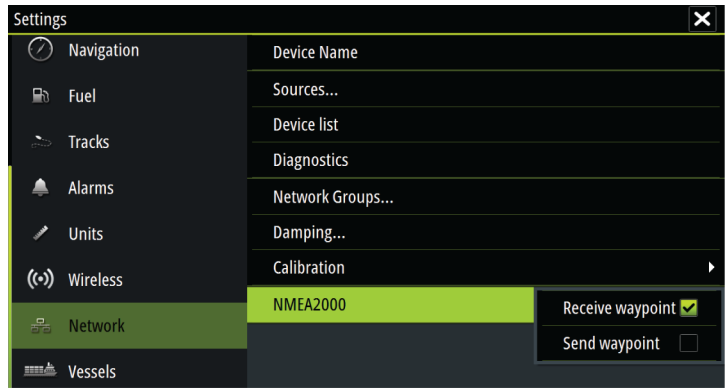 Settings
Navigation
Fuel
Tracks
Alarms
Units
Wireless
Network
Vessels
Device Name
Sources...
Device list
Diagnostics
Network Groups...
Damping...
Calibration
NMEA2000
Receive waypoint
Send waypoint